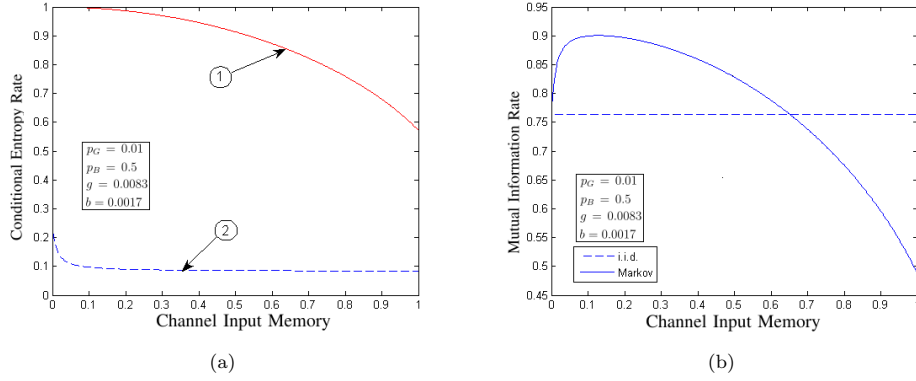 1
0.9
0.8
0.7
0.6
0.5
0.4
0.3
0.2
0.1
0
Conditional Entropy Rate
1
2
p_G = 0.01
p_B = 0.5
g = 0.0083
b = 0.0017
0 0.1 0.2 0.3 0.4 0.5 0.6 0.7 0.8 0.9 1
Channel Input Memory
(a)
0.95
0.9
0.85
0.8
0.75
0.7
0.65
0.6
0.55
0.5
0.45
Mutual Information Rate
p_G = 0.01
p_B = 0.5
g = 0.0083
b = 0.0017
i.i.d.
Markov
0 0.1 0.2 0.3 0.4 0.5 0.6 0.7 0.8 0.9
Channel Input Memory
(b)